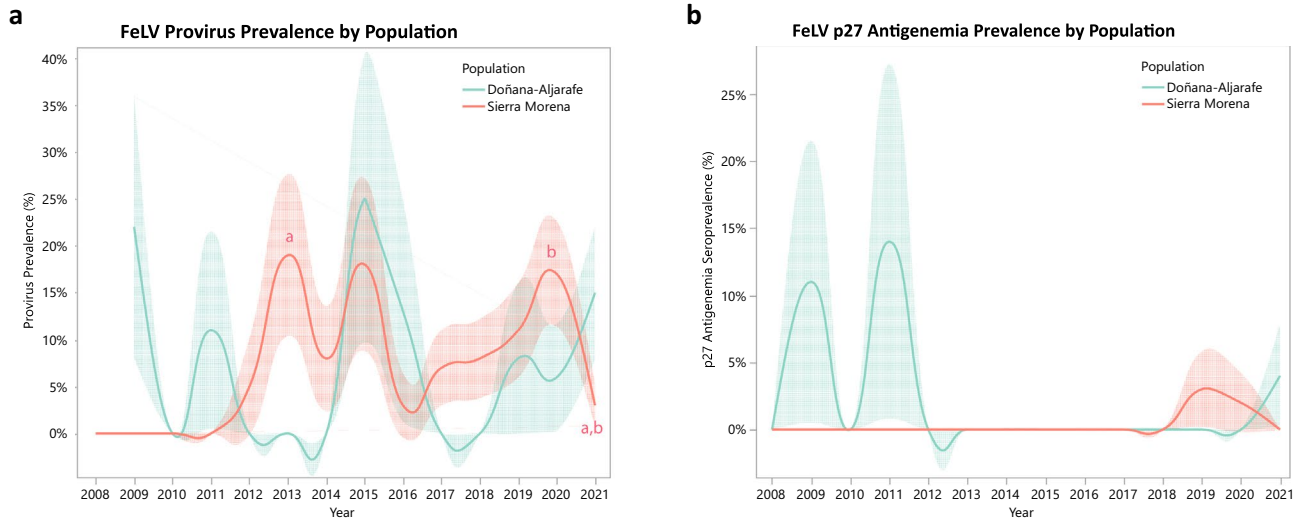 a
FeLV Provirus Prevalence by Population
40%
35%
30%
25%
20%
15%
10%
5%
0%
Provirus Prevalence (%)
Population
Doñana-Aljarafe
Sierra Morena
a
b
a,b
2008 2009 2010 2011 2012 2013 2014 2015 2016 2017 2018 2019 2020 2021
Year
b
FeLV p27 Antigenemia Prevalence by Population
25%
20%
15%
10%
5%
0%
p27 Antigenemia Seroprevalence (%)
Population
Doñana-Aljarafe
Sierra Morena
2008 2009 2010 2011 2012 2013 2014 2015 2016 2017 2018 2019 2020 2021
Year